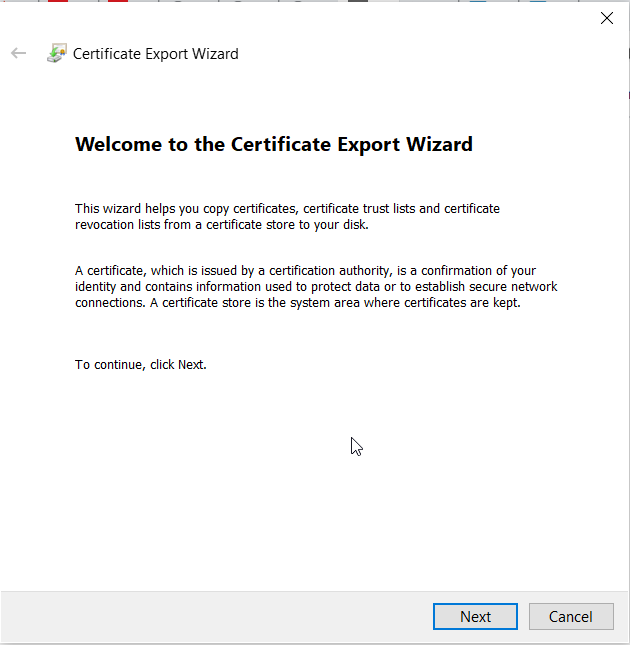 Certificate Export Wizard
Welcome to the Certificate Export Wizard
This wizard helps you copy certificates, certificate trust lists and certificate
revocation lists from a certificate store to your disk.
A certificate, which is issued by a certification authority, is a confirmation of your
identity and contains information used to protect data or to establish secure network
connections. A certificate store is the system area where certificates are kept.
To continue, click Next.
Next
Cancel